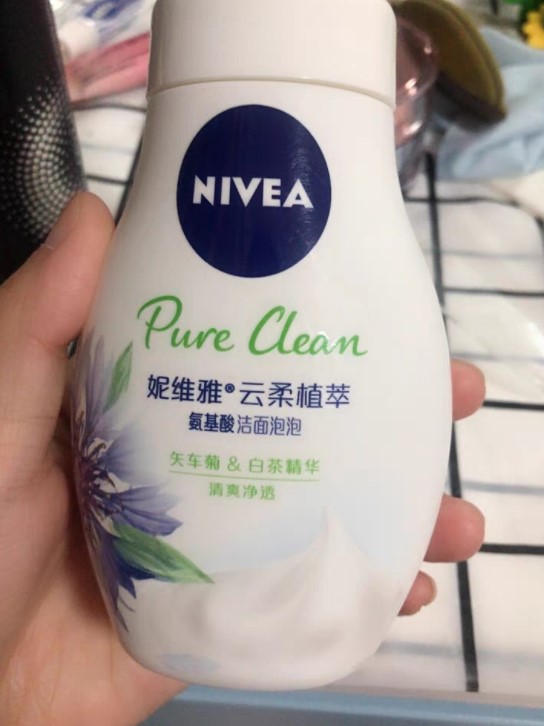 NIVEA
Pure Clean
妮维雅®云柔植萃
氨基酸洁面泡泡
矢车菊 & 白茶精华
清爽净透